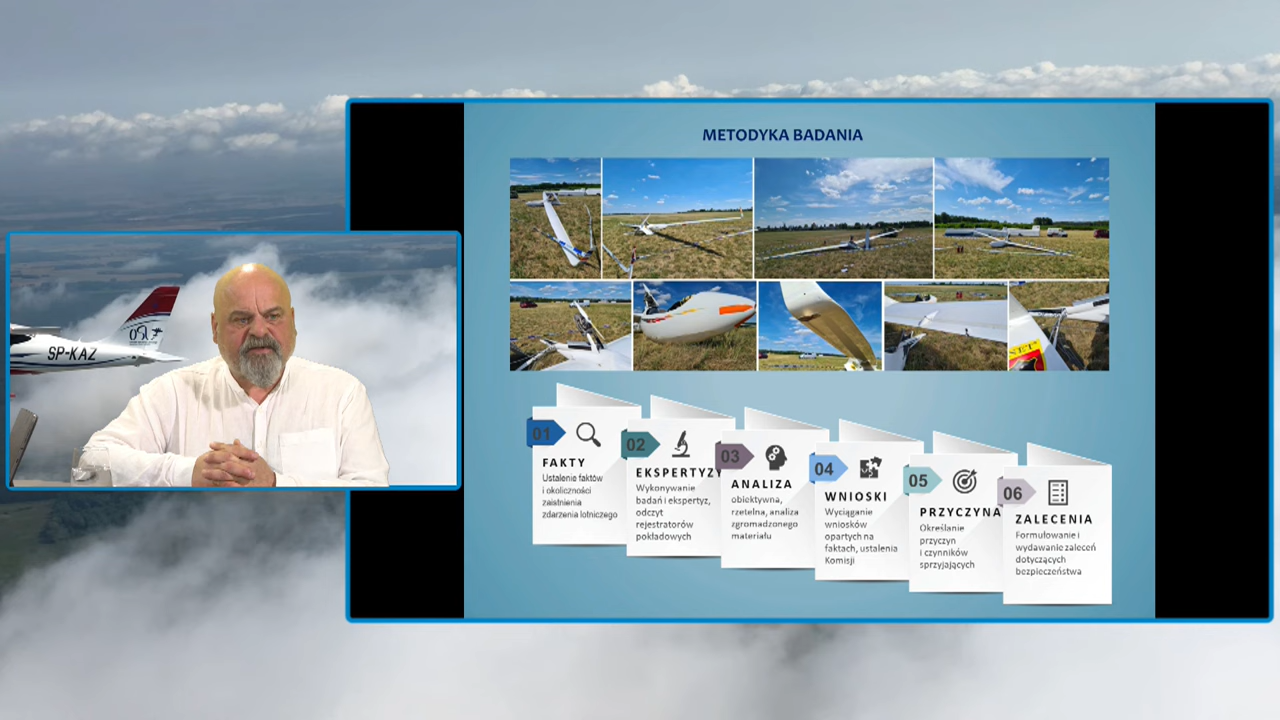 METODYKA BADANIA
SP-KAZ
01
FAKTY
Ustalenie faktów
i okoliczności
zaistnienia
zdarzenia lotniczego
02
EKSPERTYZY
Wykonywanie
badań i ekspertyz,
odczyt
rejestratorów
pokładowych
03
ANALIZA
obiektywna,
rzetelna, analiza
zgromadzonego
materiału
04
WNIOSKI
Wyciąganie
wniosków
opartych na
faktach, ustalenia
Komisji
05
PRZYCZYNA
Określanie
przyczyn
i czynników
sprzyjających
06
ZALECENIA
Formułowanie i
wydawanie zaleceń
dotyczących
bezpieczeństwa